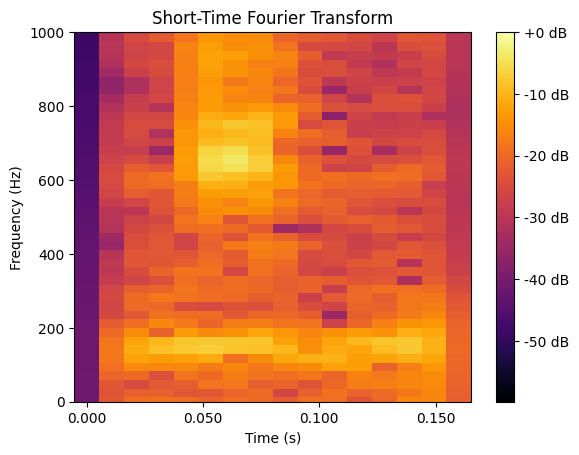 Short-Time Fourier Transform
1000
800
600
400
200
0
Frequency (Hz)
0.000
0.050
0.100
0.150
Time (s)
+0 dB
-10 dB
-20 dB
-30 dB
-40 dB
-50 dB